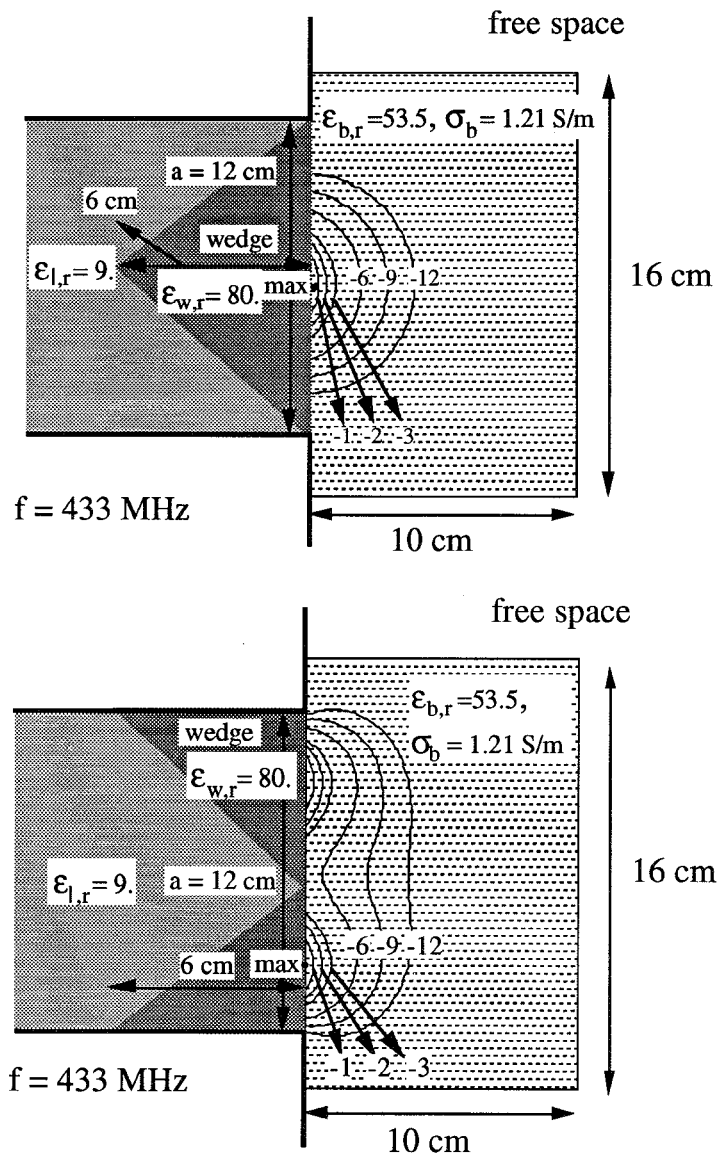 free space
εb,r =53.5, σb = 1.21 S/m
a = 12 cm
6 cm
wedge
εl,r = 9.
εw,r = 80.
max
-6 -9 -12
16 cm
-1 -2 -3
f = 433 MHz
10 cm
free space
εb,r =53.5,
σb = 1.21 S/m
wedge
εw,r = 80.
εl,r = 9.
a = 12 cm
16 cm
-6 -9 -12
6 cm
max
-1 -2 -3
f = 433 MHz
10 cm